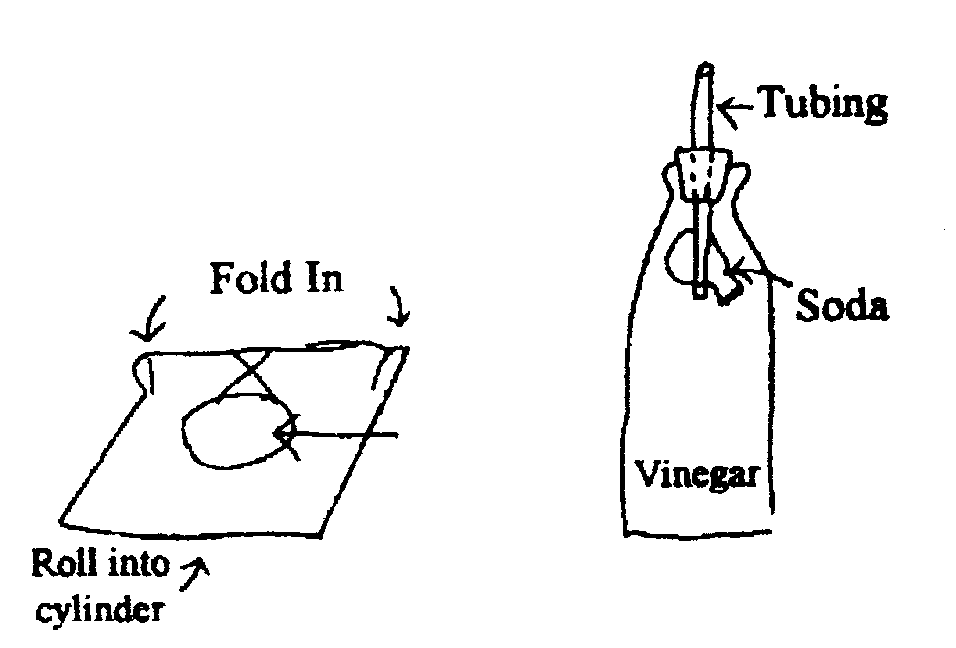 Fold In
Roll into
cylinder
Tubing
Soda
Vinegar